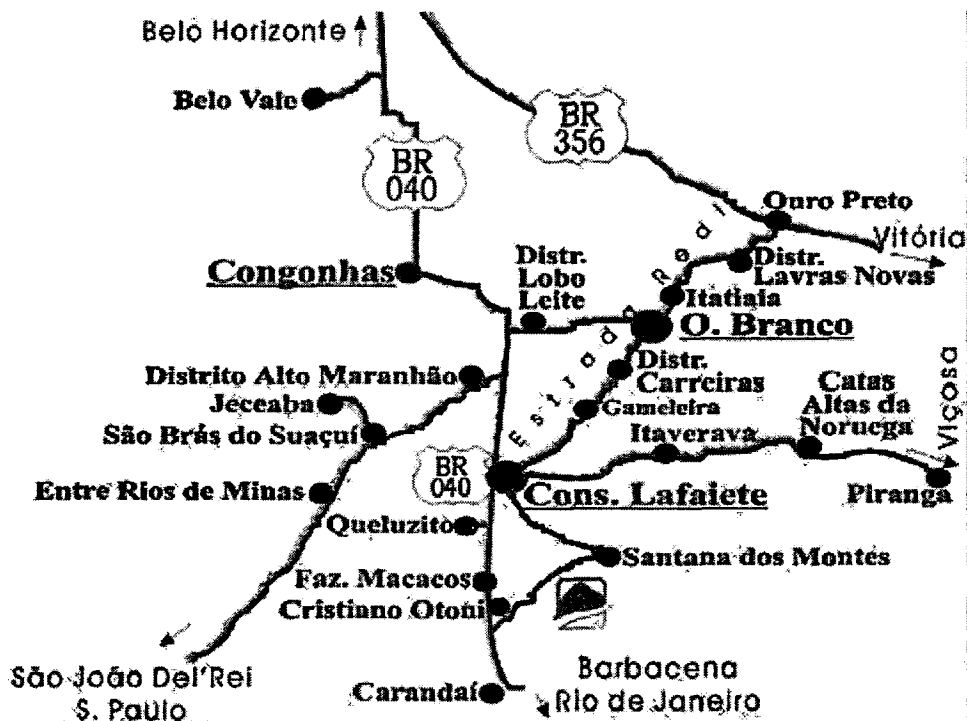 Belo Horizonte
Belo Vale
BR
356
BR
040
Ouro Preto
Vitória
Congonhas
Distr.
Lobo
Leite
Distr.
Lavras Novas
Itatiaia
O. Branco
Estrada Real
Distrito Alto Maranhão
Jeceaba
São Brás do Suaçuí
Distr.
Carreiras
Gameleira
Catas
Altas da
Noruega
Itaverava
Viçosa
BR
040
Entre Rios de Minas
Cons. Lafaiete
Piranga
Queluzito
Santana dos Montes
Faz. Macacos
Cristiano Otoni
São João Del'Rei
S. Paulo
Carandaí
Barbacena
Rio de Janeiro